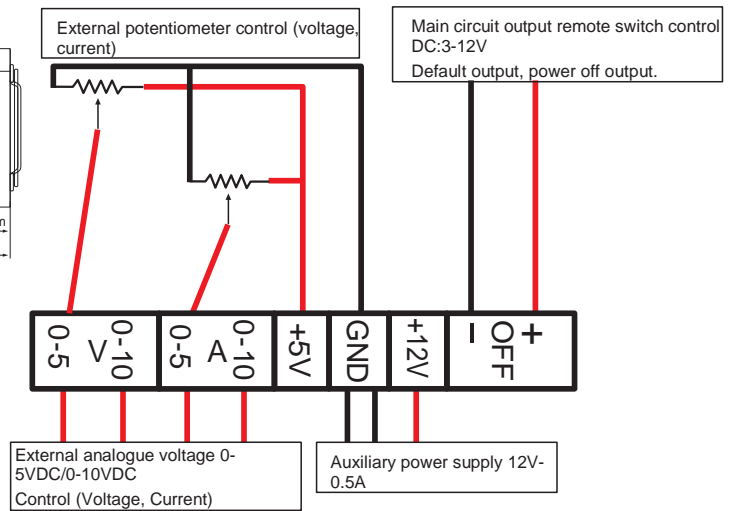 External potentiometer control (voltage,
current)
Main circuit output remote switch control
DC:3-12V
Default output, power off output.
0-5
V
0-10
0-5
A
0-10
+5V
GND
+12V
-
OFF
+
External analogue voltage 0-
5VDC/0-10VDC
Control (Voltage, Current)
Auxiliary power supply 12V-
0.5A